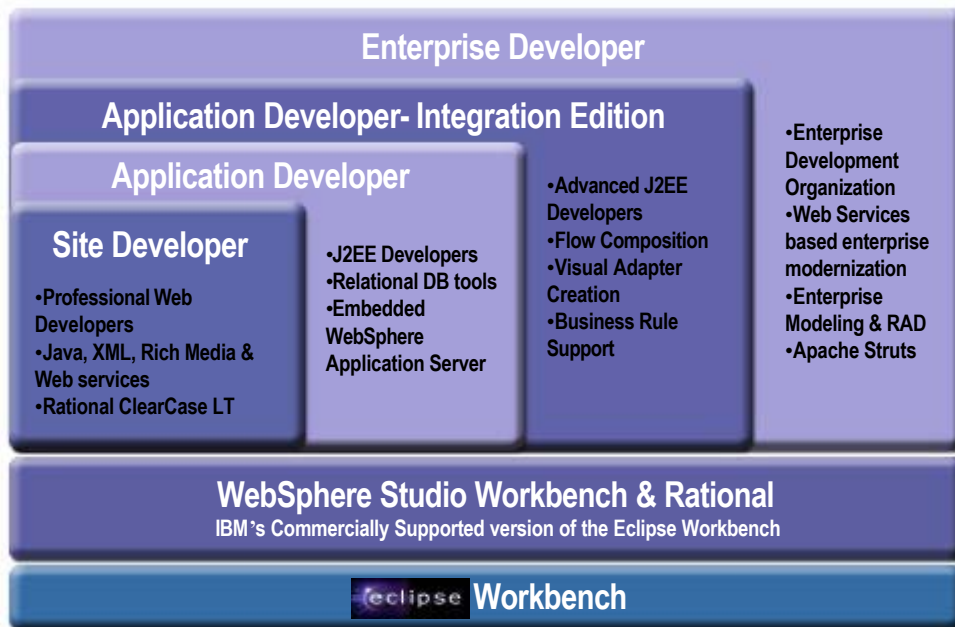 Enterprise Developer
Application Developer- Integration Edition
Application Developer
Site Developer
•Professional Web
Developers
•Java, XML, Rich Media &
Web services
•Rational ClearCase LT
•J2EE Developers
•Relational DB tools
•Embedded
WebSphere
Application Server
•Advanced J2EE
Developers
•Flow Composition
•Visual Adapter
Creation
•Business Rule
Support
•Enterprise
Development
Organization
•Web Services
based enterprise
modernization
•Enterprise
Modeling & RAD
•Apache Struts
WebSphere Studio Workbench & Rational
IBM's Commercially Supported version of the Eclipse Workbench
eclipse Workbench